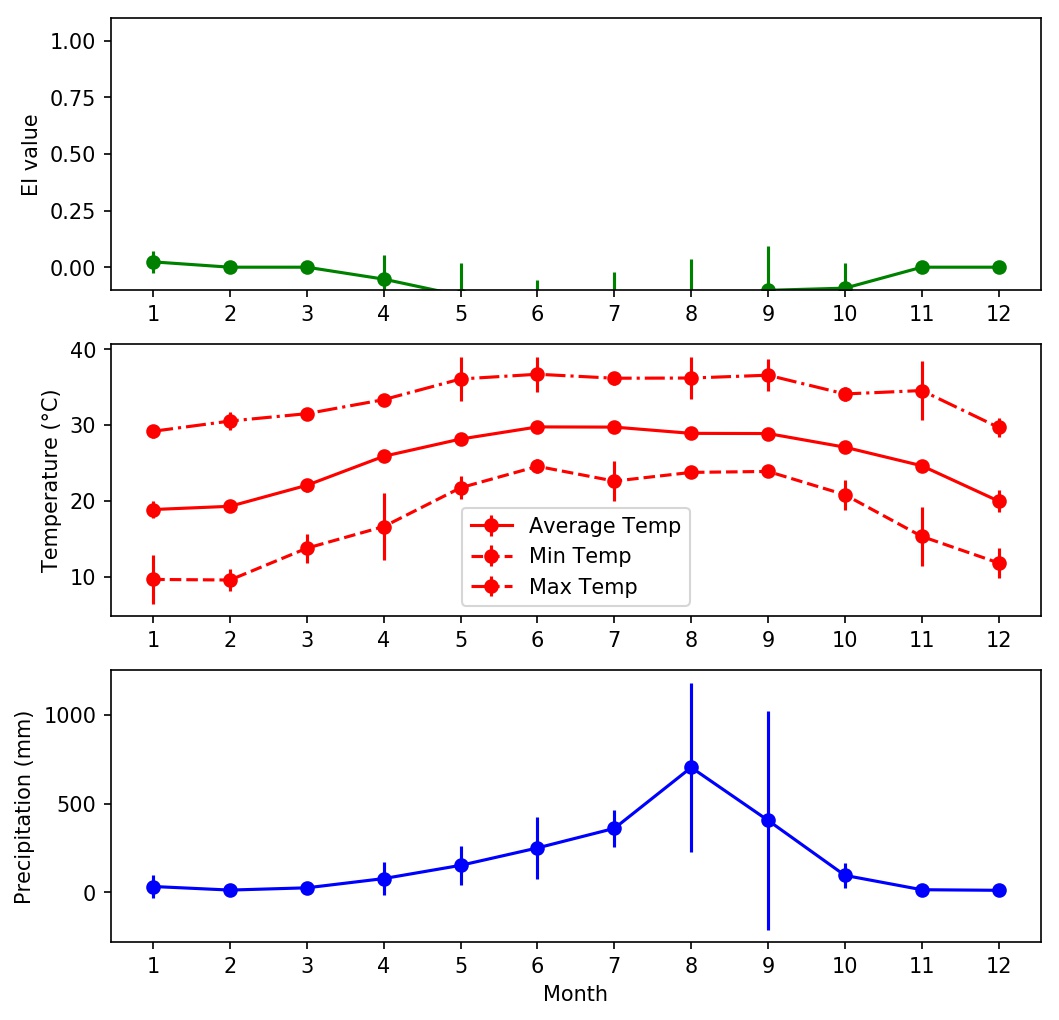 EI value
1.00
0.75
0.50
0.25
0.00
1 2 3 4 5 6 7 8 9 10 11 12
Temperature (°C)
40
30
20
10
Average Temp
Min Temp
Max Temp
1 2 3 4 5 6 7 8 9 10 11 12
Precipitation (mm)
1000
500
0
1 2 3 4 5 6 7 8 9 10 11 12
Month